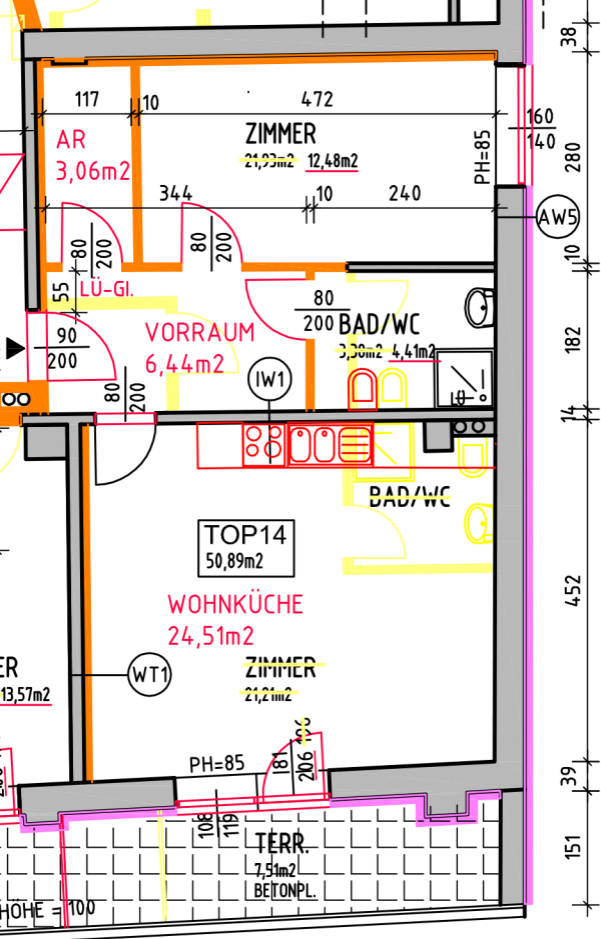 38
117
10
472
160
140
AR
3,06m2
ZIMMER
21,93m2 12,48m2
PH=85
280
344
10
240
AW5
80
200
80
200
10
55
LÜ-GI.
80
200
BAD/WC
3,30m2 4,41m2
VORRAUM
6,44m2
182
90
200
80
200
IW1
14
BAD/WC
TOP14
50,89m2
WOHNKÜCHE
24,51m2
452
ER
13,57m2
WT1
ZIMMER
21,21m2
PH=85
81
206 196
39
108
119
TERR.
7,51m2
BETONPL.
151
HÖHE = 100